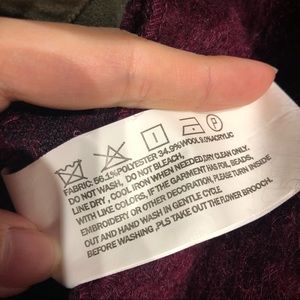 P
FABRIC: 56.1%POLYESTER 34.9%WOOL 9.0%ACRYLIC
DO NOT WASH, DO NOT BLEACH,
LINE DRY, COOL IRON WHEN NEEDED,DRY CLEAN ONLY.
WITH LIKE COLORS, IF THE GARMENT HAS FOIL, BEADS,
EMBROIDERY OR OTHER DECORATION, PLEASE TURN INSIDE
OUT AND HAND WASH IN GENTLE CYCLE
BEFORE WASHING ,PLS TAKE OUT THE FLOWER BROOCH.